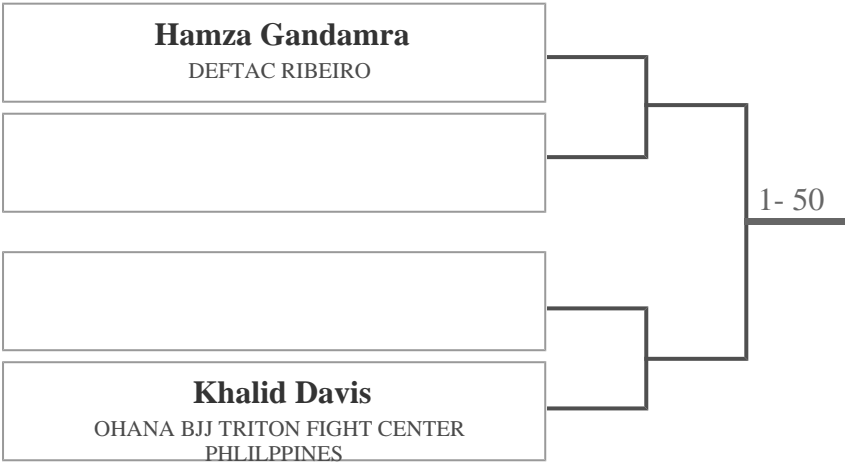 Hamza Gandamra
DEFTAC RIBEIRO
1- 50
Khalid Davis
OHANA BJJ TRITON FIGHT CENTER
PHLILPPINES